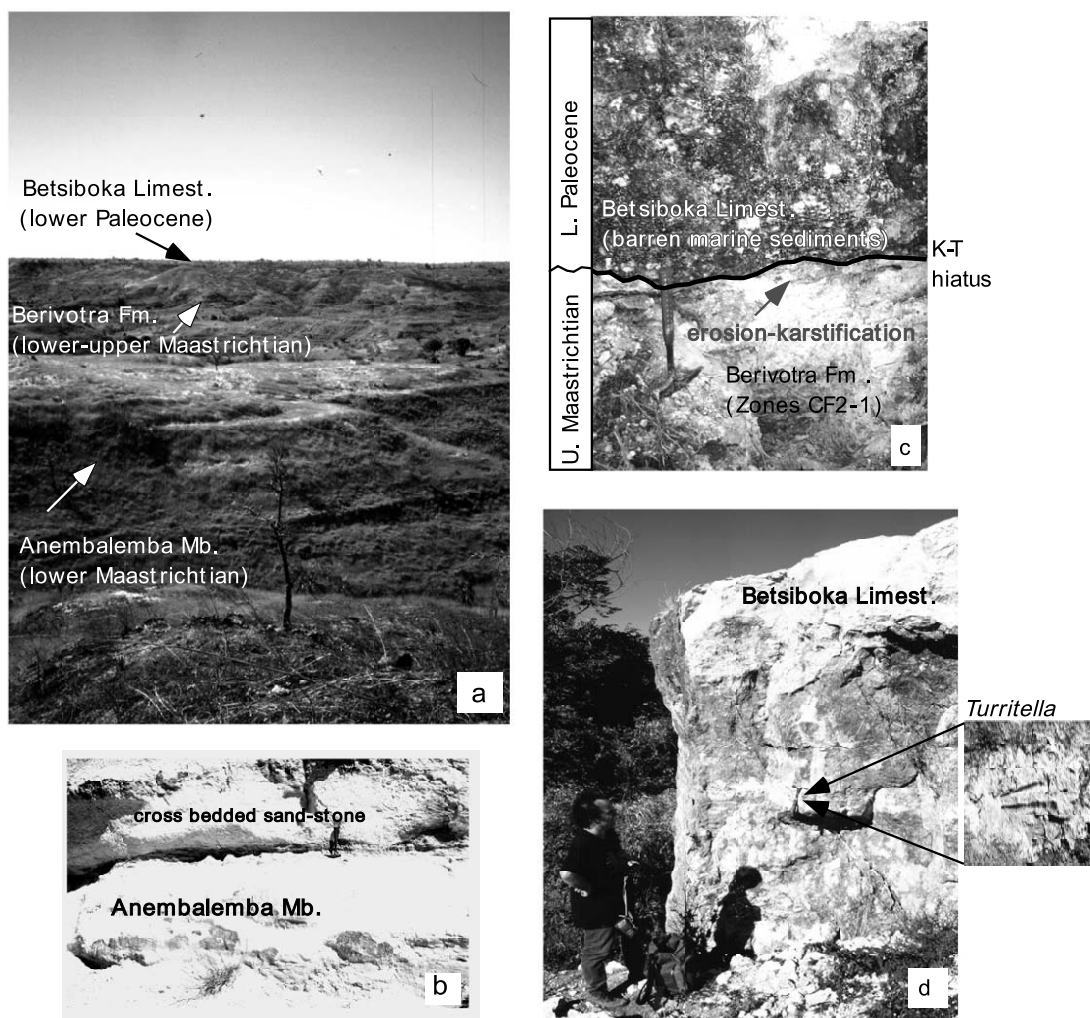 Betsiboka Limest.
(lower Paleocene)
Berivotra Fm.
(lower-upper Maastrichtian)
Anembalemba Mb.
(lower Maastrichtian)
a
cross bedded sand-stone
Anembalemba Mb.
b
L. Paleocene
U. Maastrichtian
Betsiboka Limest.
(barren marine sediments)
K-T
hiatus
erosion-karstification
Berivotra Fm.
(Zones CF2-1)
c
Betsiboka Limest.
Turritella
d